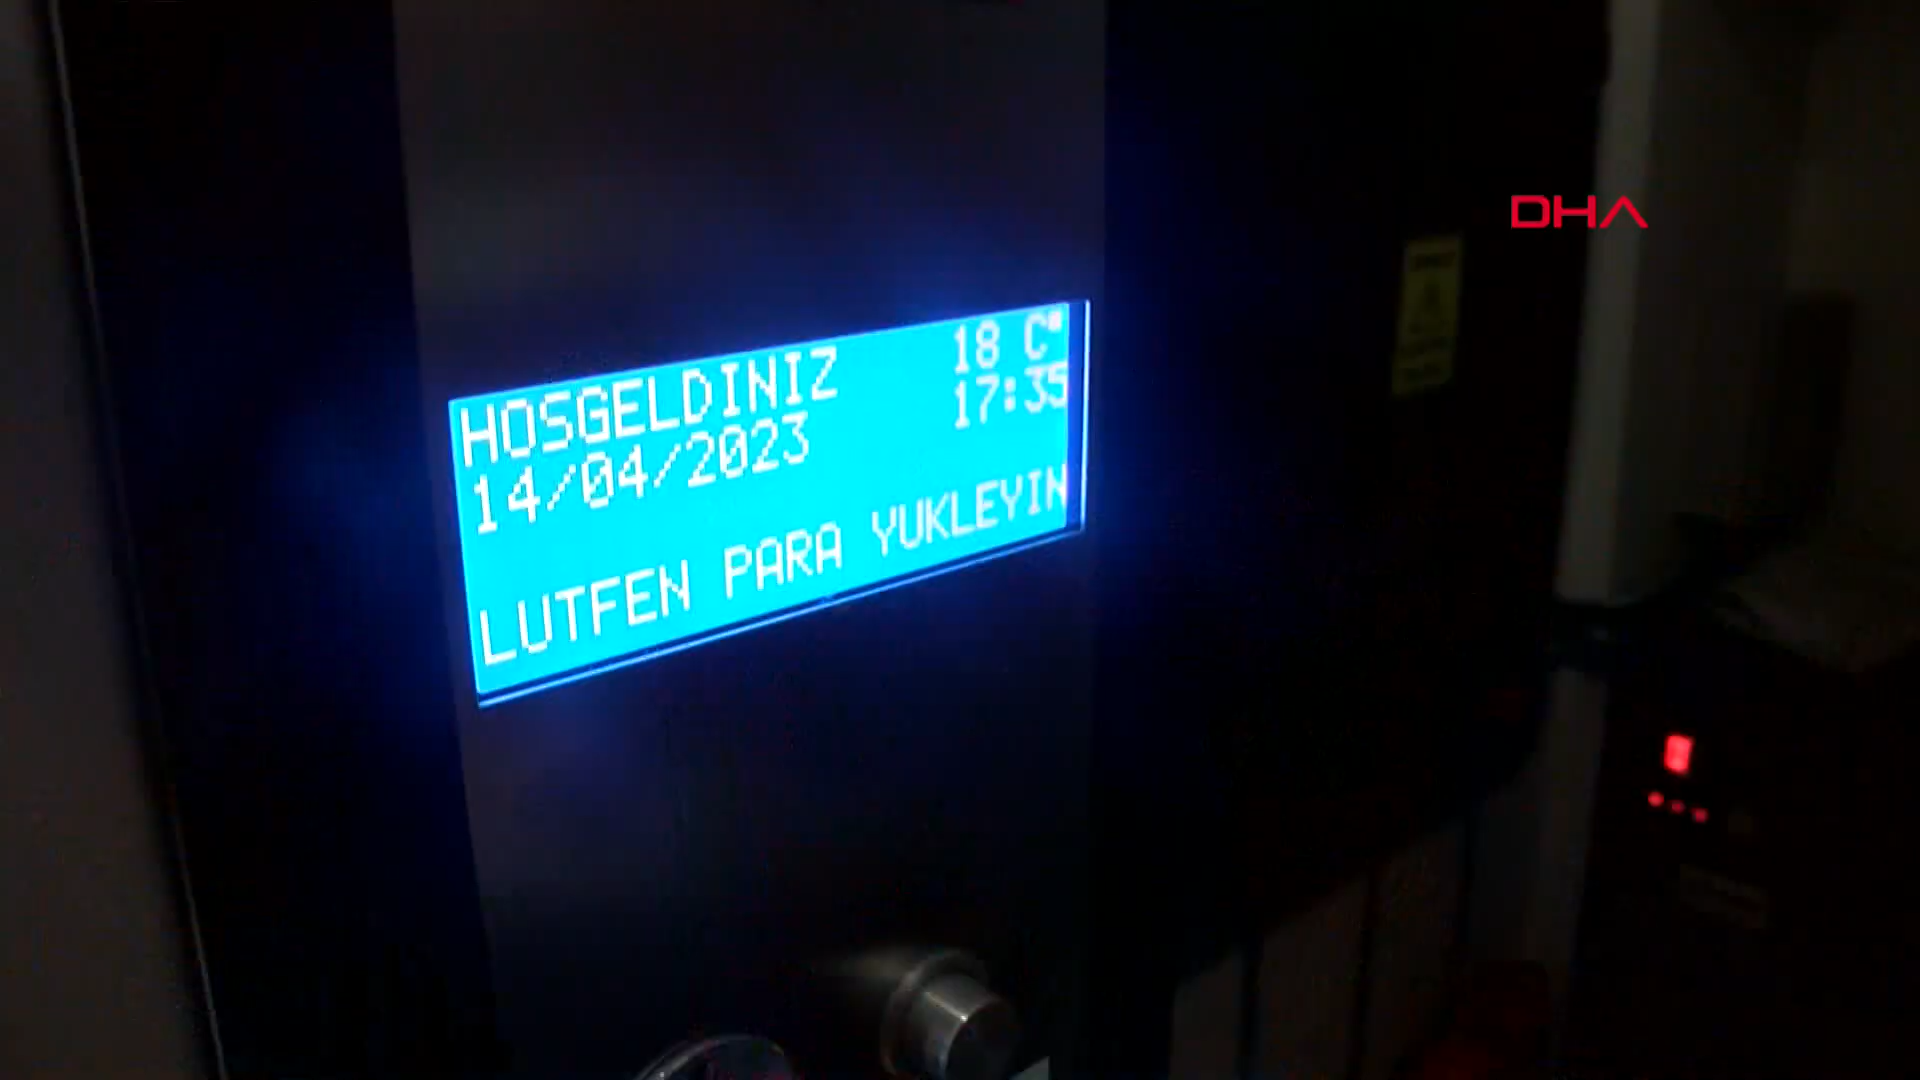 HOSGELDINIZ 18 C°
14/04/2023 17:35
LUTFEN PARA YUKLEYIN
DHA